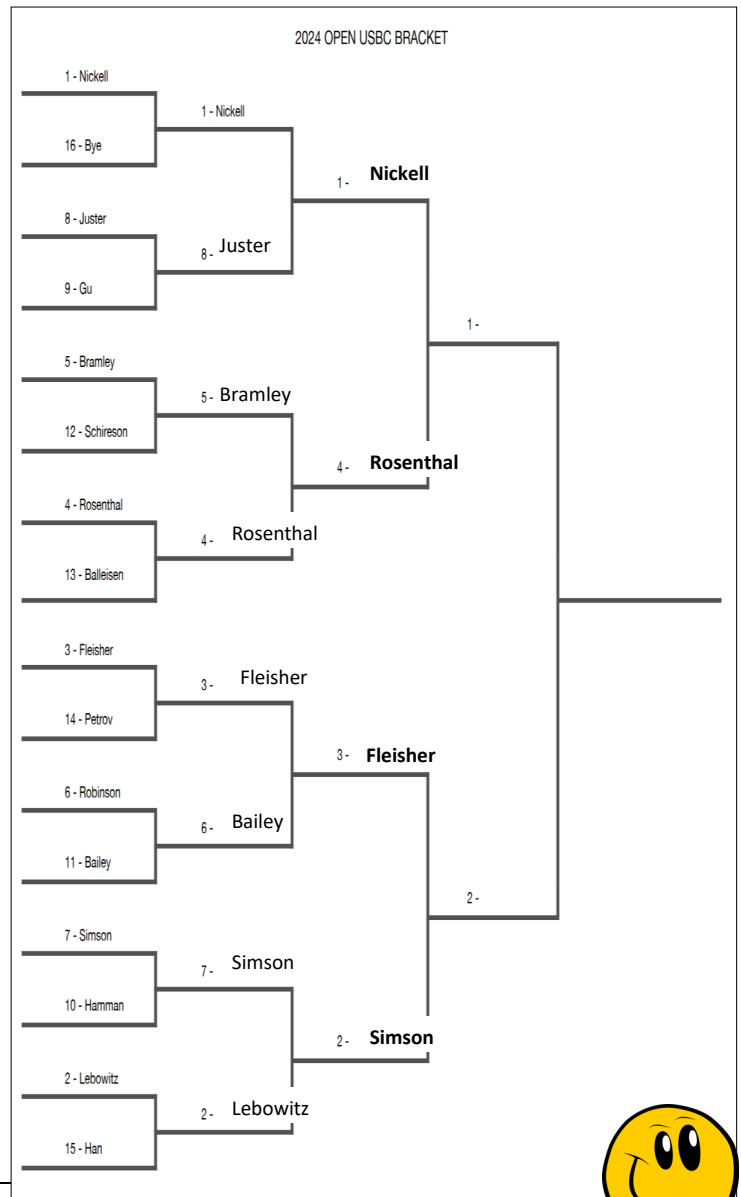 2024 OPEN USBC BRACKET
1 - Nickell
1 - Nickell
16 - Bye
1 - Nickell
8 - Juster
8 - Juster
9 - Gu
1 -
5 - Bramley
5 - Bramley
12 - Schireson
4 - Rosenthal
4 - Rosenthal
4 - Rosenthal
13 - Balleisen
3 - Fleisher
3 - Fleisher
14 - Petrov
3 - Fleisher
6 - Robinson
6 - Bailey
11 - Bailey
2 -
7 - Simson
7 - Simson
10 - Hamman
2 - Simson
2 - Lebowitz
2 - Lebowitz
15 - Han